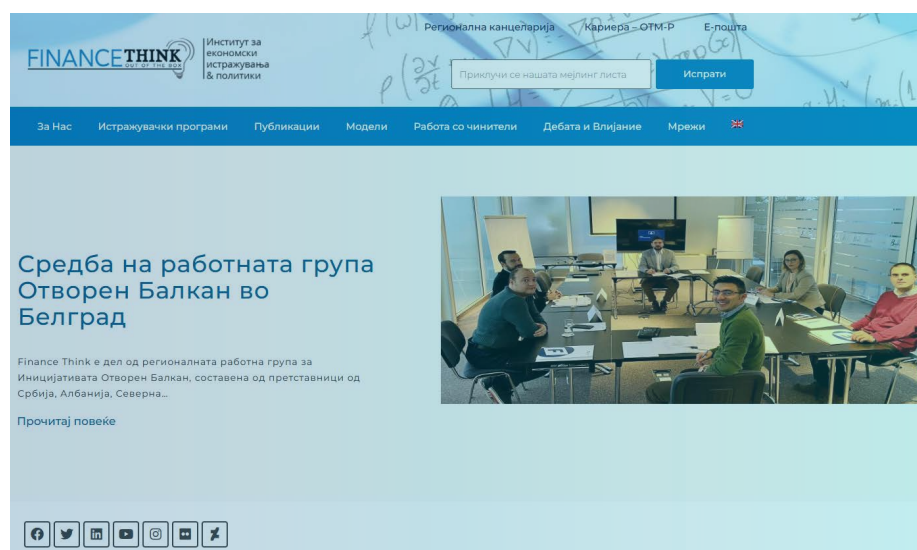 Регионална канцеларија
Кариера – ОТМ-Р
Е-пошта
FINANCE THINK
OUT OF THE BOX
Институт за
економски
истражувања
& политики
Приклучи се нашата мејлинг листа
Испрати
За Нас
Истражувачки програми
Публикации
Модели
Работа со чинители
Дебата и Влијание
Мрежи
Средба на работната група
Отворен Балкан во
Белград
Finance Think е дел од регионалната работна група за
Иницијативата Отворен Балкан, составена од претставници од
Србија, Албанија, Северна…
Прочитај повеќе